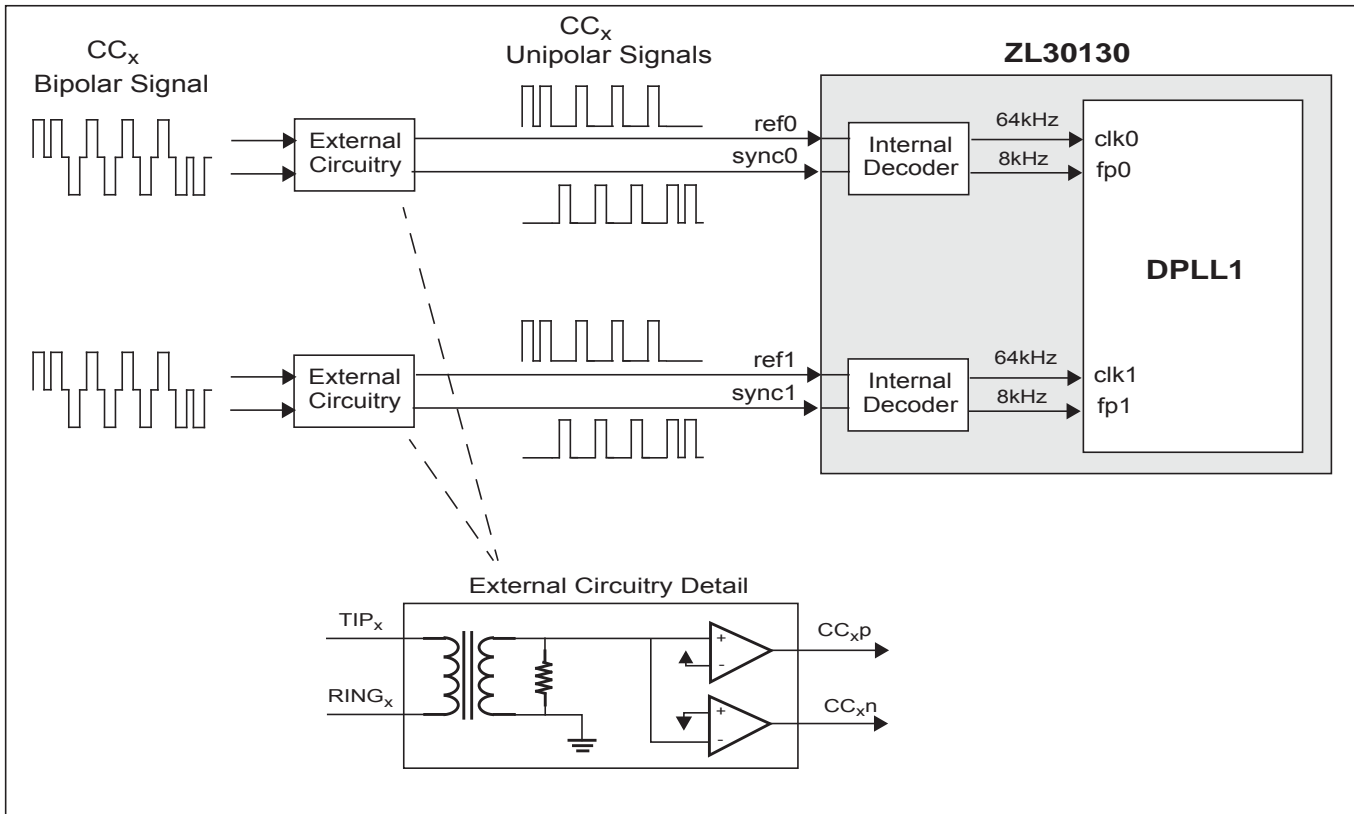 CCx
Bipolar Signal
CCx
Unipolar Signals
ZL30130
External
Circuitry
ref0
sync0
Internal
Decoder
64kHz
8kHz
clk0
fp0
DPLL1
External
Circuitry
ref1
sync1
Internal
Decoder
64kHz
8kHz
clk1
fp1
External Circuitry Detail
TIPx
RINGx
+
-
+
-
CCxp
CCxn